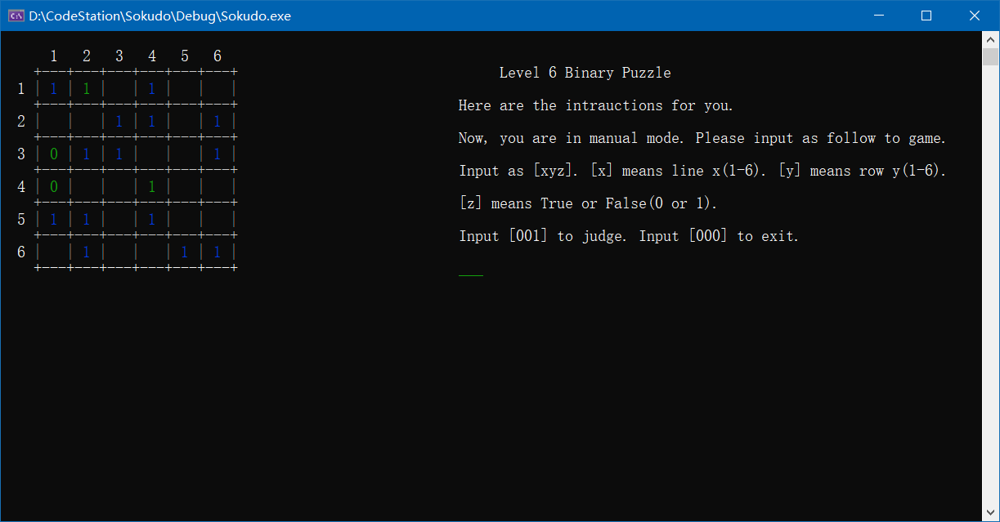 D:\CodeStation\Sokudo\Debug\Sokudo.exe
1 2 3 4 5 6
+---+---+---+---+---+---+
1 | 1 | 1 |   | 1 |   |   |
+---+---+---+---+---+---+
2 |   |   | 1 | 1 |   | 1 |
+---+---+---+---+---+---+
3 | 0 | 1 | 1 |   |   | 1 |
+---+---+---+---+---+---+
4 | 0 |   |   | 1 |   |   |
+---+---+---+---+---+---+
5 | 1 | 1 |   | 1 |   |   |
+---+---+---+---+---+---+
6 |   | 1 |   |   | 1 | 1 |
+---+---+---+---+---+---+
Level 6 Binary Puzzle
Here are the intrauctions for you.
Now, you are in manual mode. Please input as follow to game.
Input as [xyz]. [x] means line x(1-6). [y] means row y(1-6).
[z] means True or False(0 or 1).
Input [001] to judge. Input [000] to exit.
___